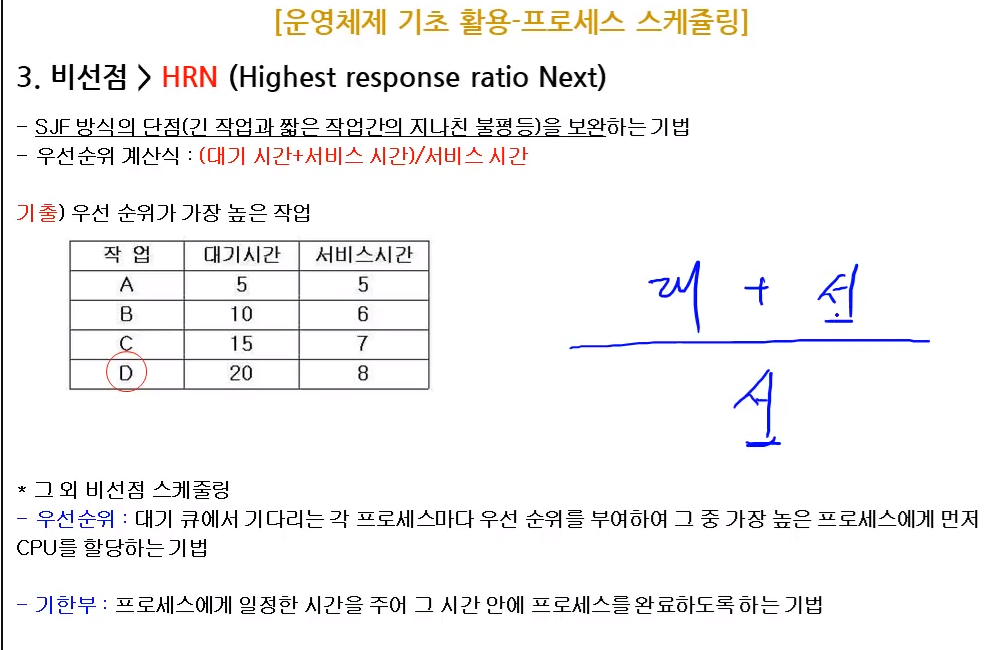 [운영체제 기초 활용-프로세스 스케쥴링]
3. 비선점 > HRN (Highest response ratio Next)
- SJF 방식의 단점(긴 작업과 짧은 작업간의 지나친 불평등)을 보완하는 기법
- 우선순위 계산식 : (대기 시간+서비스 시간)/서비스 시간
기출) 우선 순위가 가장 높은 작업
작 업 대기시간 서비스시간
A 5 5
B 10 6
C 15 7
D 20 8
대 + 서
서
* 그 외 비선점 스케줄링
- 우선순위 : 대기 큐에서 기다리는 각 프로세스마다 우선 순위를 부여하여 그 중 가장 높은 프로세스에게 먼저
CPU를 할당하는 기법
- 기한부 : 프로세스에게 일정한 시간을 주어 그 시간 안에 프로세스를 완료하도록 하는 기법